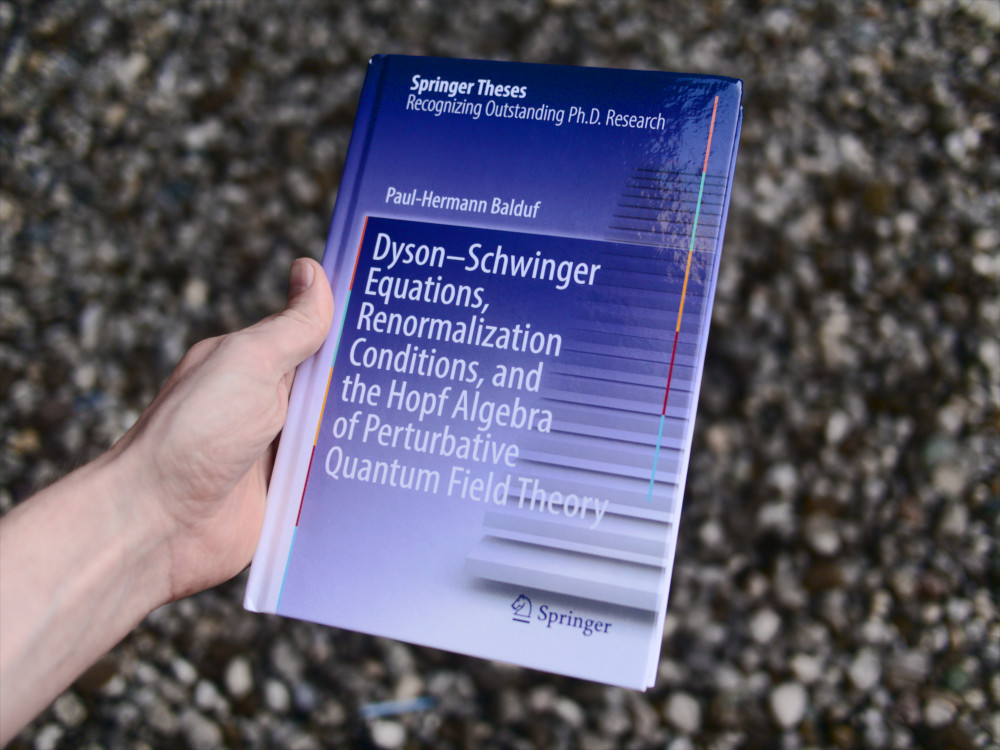 Springer Theses
Recognizing Outstanding Ph.D. Research
Paul-Hermann Balduf
Dyson–Schwinger
Equations,
Renormalization
Conditions, and
the Hopf Algebra
of Perturbative
Quantum Field Theory
Springer